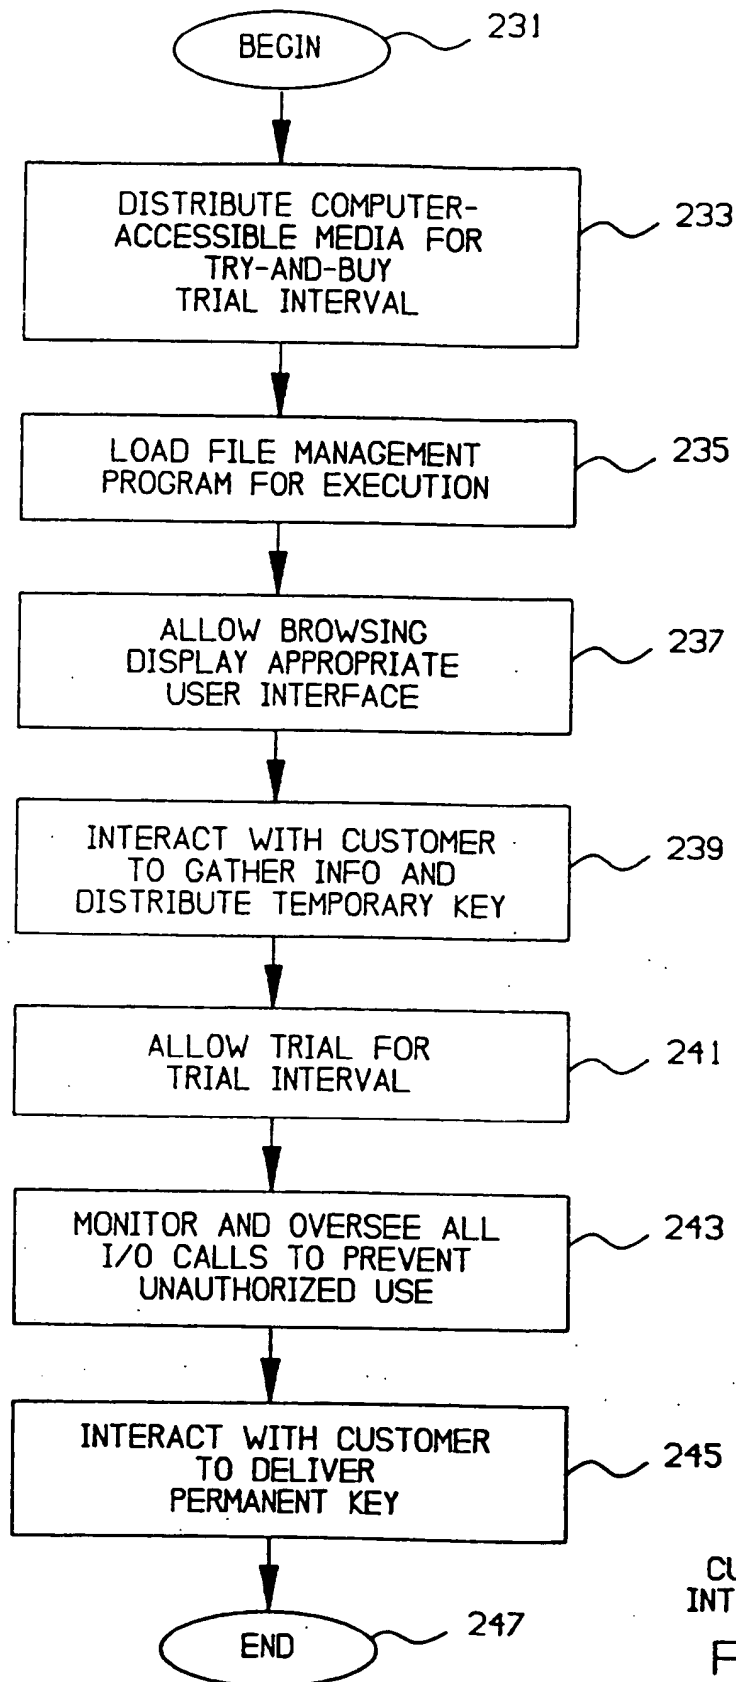 BEGIN
231
DISTRIBUTE COMPUTER-
ACCESSIBLE MEDIA FOR
TRY-AND-BUY
TRIAL INTERVAL
233
LOAD FILE MANAGEMENT
PROGRAM FOR EXECUTION
235
ALLOW BROWSING
DISPLAY APPROPRIATE
USER INTERFACE
237
INTERACT WITH CUSTOMER
TO GATHER INFO AND
DISTRIBUTE TEMPORARY KEY
239
ALLOW TRIAL FOR
TRIAL INTERVAL
241
MONITOR AND OVERSEE ALL
I/O CALLS TO PREVENT
UNAUTHORIZED USE
243
INTERACT WITH CUSTOMER
TO DELIVER
PERMANENT KEY
245
END
247